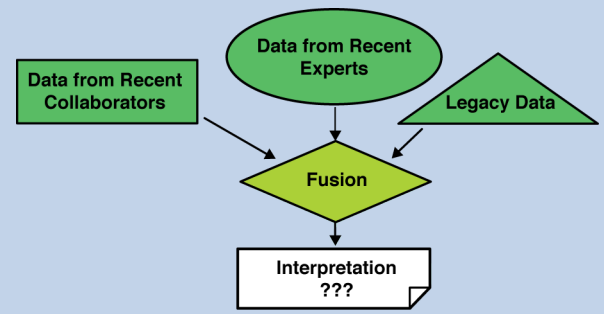 Data from Recent
Experts
Data from Recent
Collaborators
Legacy Data
Fusion
Interpretation
???